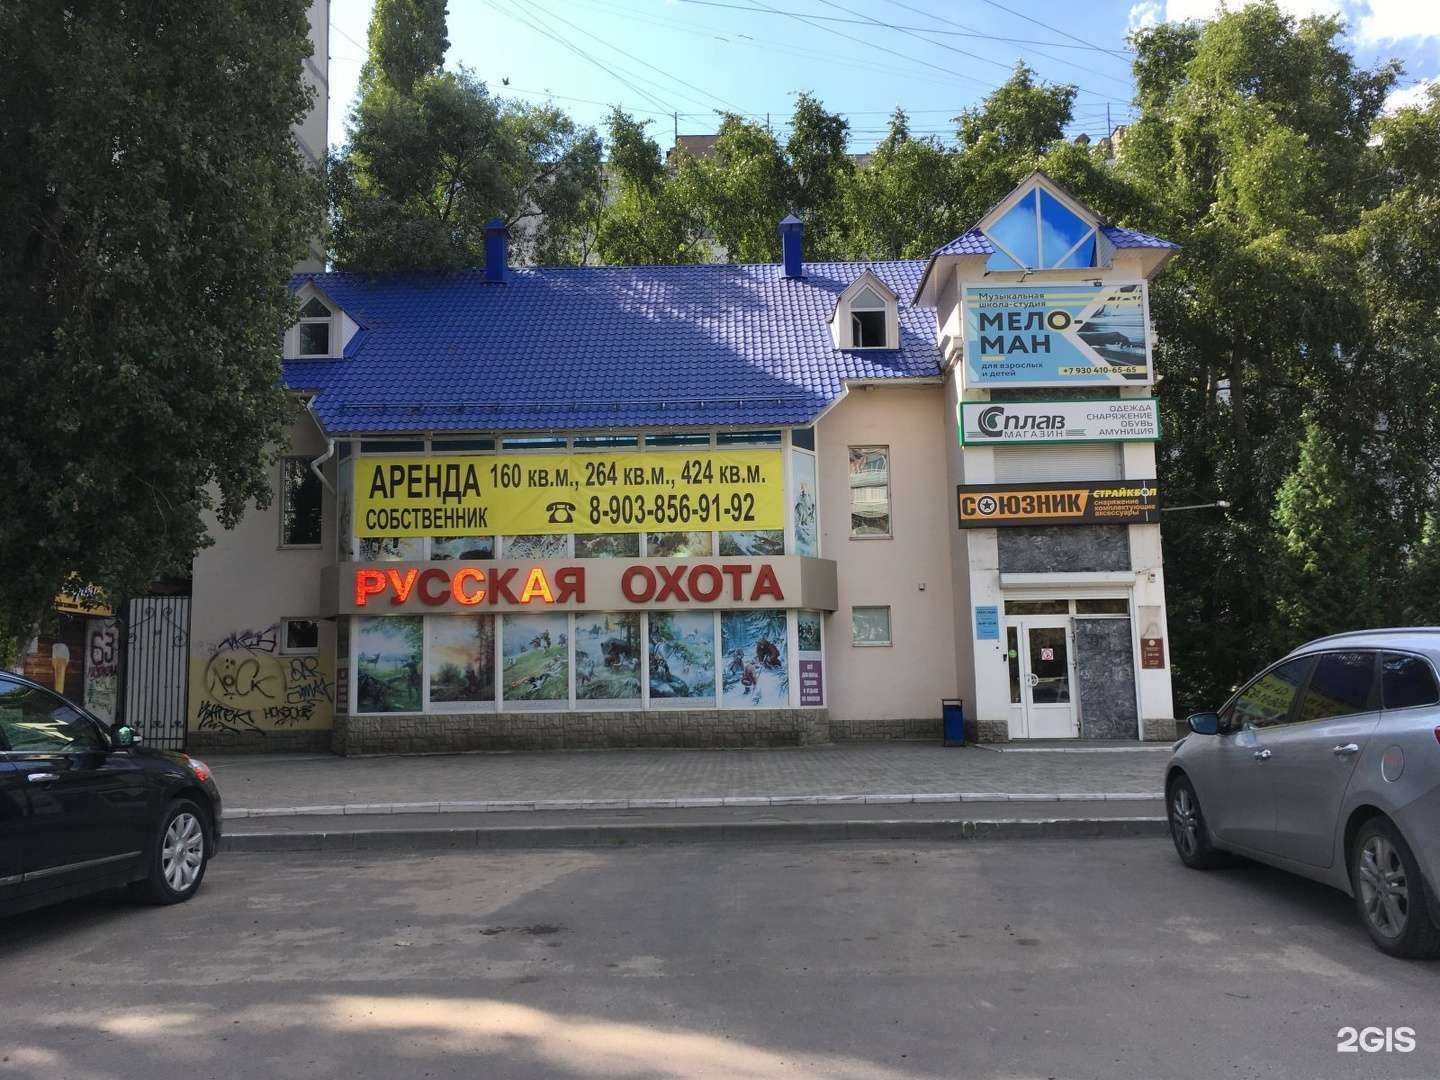 Музыкальная
школа-студия
МЕЛО-
МАН
для взрослых
и детей
+7 930 410-65-65
Сплав
МАГАЗИН
ОДЕЖДА
СНАРЯЖЕНИЕ
ОБУВЬ
АМУНИЦИЯ
СОЮЗНИК
СТРАЙКБОЛ
снаряжение
комплектующие
аксессуары
АРЕНДА 160 кв.м., 264 кв.м., 424 кв.м.
СОБСТВЕННИК ☎ 8-903-856-91-92
РУССКАЯ ОХОТА
63
2GIS